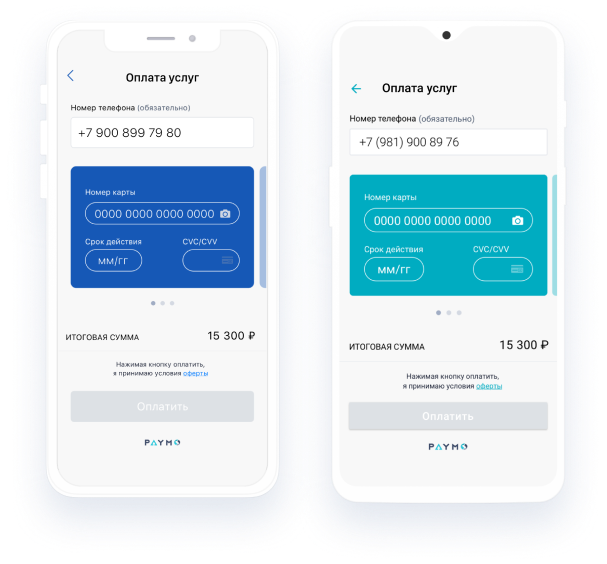 Оплата услуг
Номер телефона (обязательно)
+7 900 899 79 80
Номер карты
0000 0000 0000 0000
Срок действия CVC/CVV
мм/гг
ИТОГОВАЯ СУММА 15 300 ₽
Нажимая кнопку оплатить,
я принимаю условия оферты
Оплатить
PAYMO
Оплата услуг
Номер телефона (обязательно)
+7 (981) 900 89 76
Номер карты
0000 0000 0000 0000
Срок действия CVC/CVV
мм/гг
ИТОГОВАЯ СУММА 15 300 ₽
Нажимая кнопку оплатить,
я принимаю условия оферты
Оплатить
PAYMO